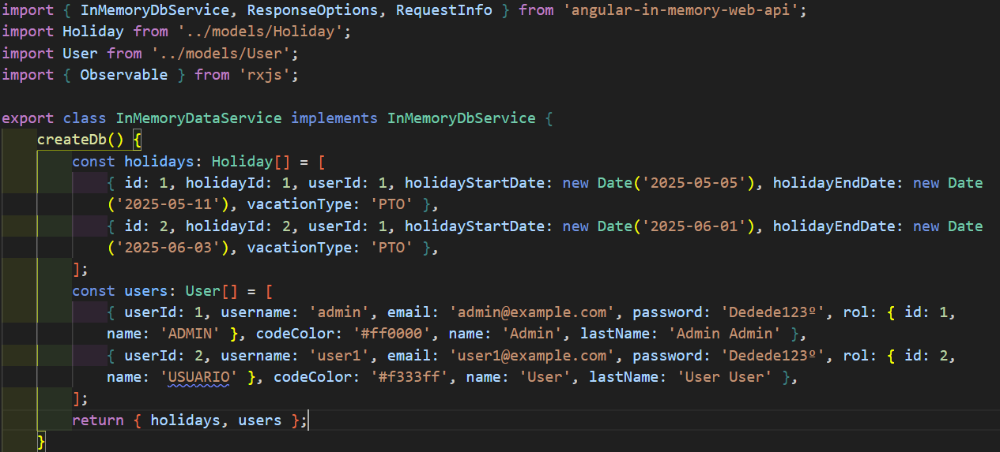 import { InMemoryDbService, ResponseOptions, RequestInfo } from 'angular-in-memory-web-api';
import Holiday from '../models/Holiday';
import User from '../models/User';
import { Observable } from 'rxjs';
export class InMemoryDataService implements InMemoryDbService {
createDb() {
const holidays: Holiday[] = [
{ id: 1, holidayId: 1, userId: 1, holidayStartDate: new Date('2025-05-05'), holidayEndDate: new Date
('2025-05-11'), vacationType: 'PTO' },
{ id: 2, holidayId: 2, userId: 1, holidayStartDate: new Date('2025-06-01'), holidayEndDate: new Date
('2025-06-03'), vacationType: 'PTO' },
];
const users: User[] = [
{ userId: 1, username: 'admin', email: 'admin@example.com', password: 'Dedede123º', rol: { id: 1,
name: 'ADMIN' }, codeColor: '#ff0000', name: 'Admin', lastName: 'Admin Admin' },
{ userId: 2, username: 'user1', email: 'user1@example.com', password: 'Dedede123º', rol: { id: 2,
name: 'USUARIO' }, codeColor: '#f333ff', name: 'User', lastName: 'User User' },
];
return { holidays, users };
}